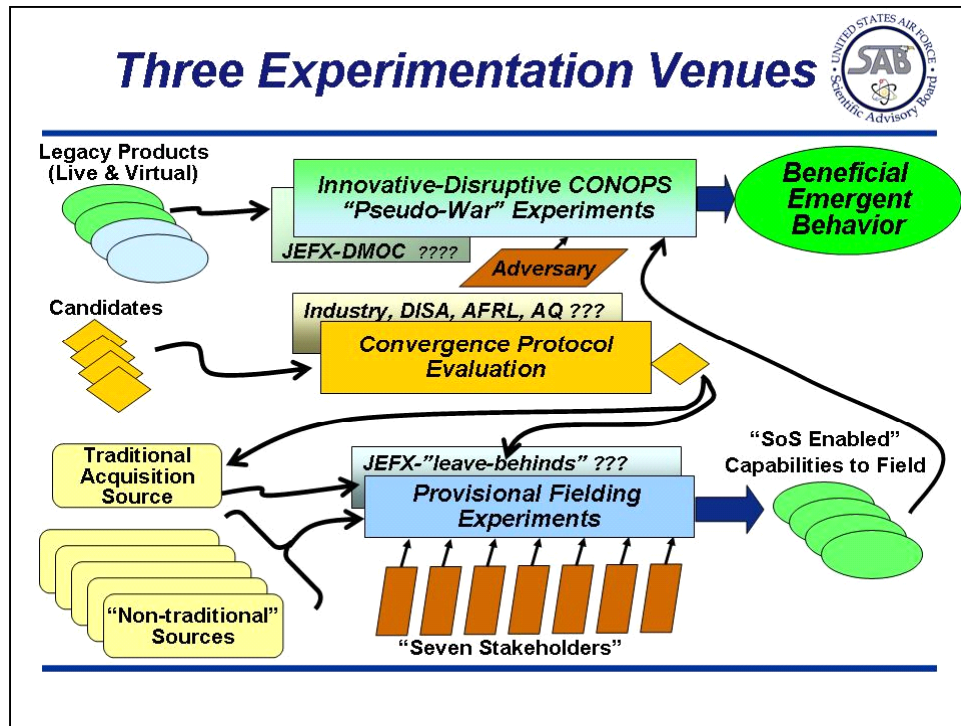 Three Experimentation Venues
UNITED STATES AIR FORCE
SAB
Scientific Advisory Board
Legacy Products
(Live & Virtual)
Innovative-Disruptive CONOPS
“Pseudo-War” Experiments
JEFX-DMOC ????
Adversary
Beneficial
Emergent
Behavior
Candidates
Industry, DISA, AFRL, AQ ???
Convergence Protocol
Evaluation
Traditional
Acquisition
Source
JEFX-”leave-behinds” ???
Provisional Fielding
Experiments
“SoS Enabled”
Capabilities to Field
“Non-traditional”
Sources
“Seven Stakeholders”